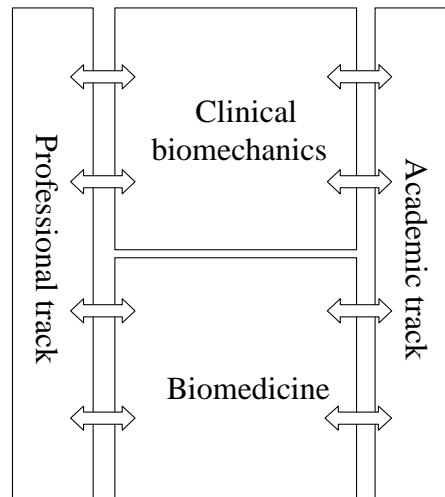 Professional track
Clinical
biomechanics
Biomedicine
Academic track